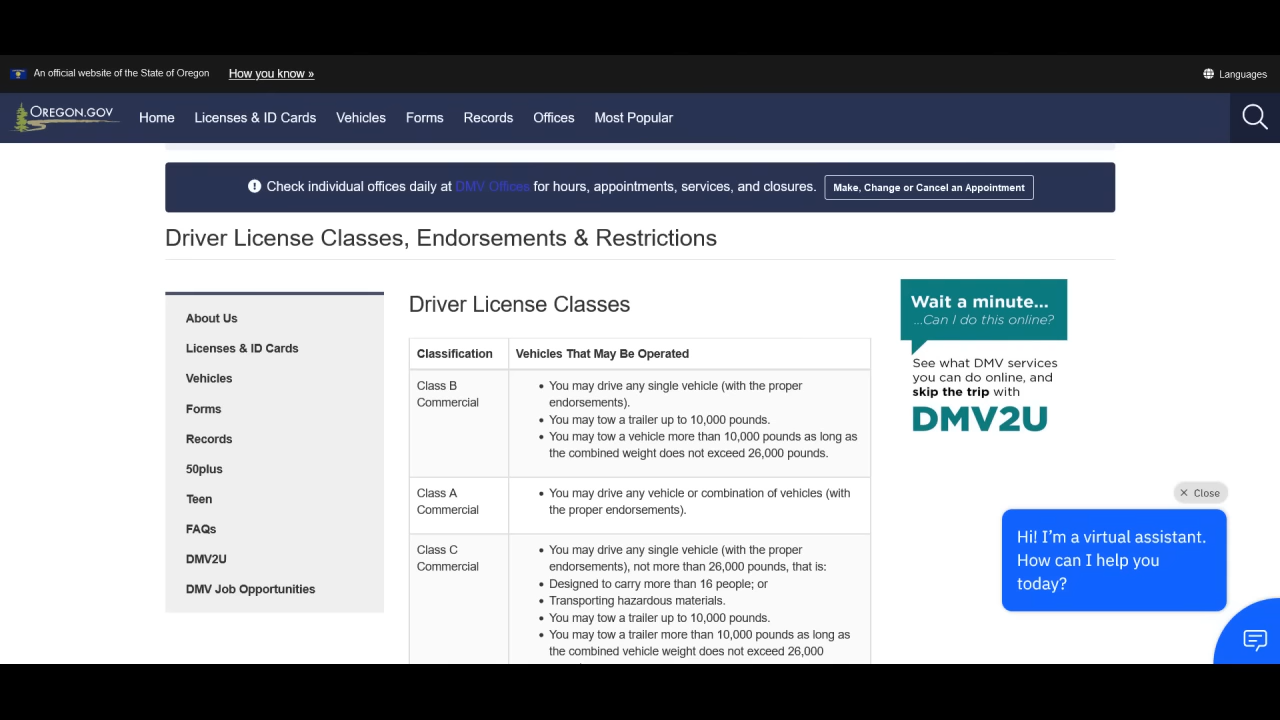 An official website of the State of Oregon How you know »
Languages
OREGON.GOV Home Licenses & ID Cards Vehicles Forms Records Offices Most Popular
Check individual offices daily at DMV Offices for hours, appointments, services, and closures. Make, Change or Cancel an Appointment
Driver License Classes, Endorsements & Restrictions
About Us
Licenses & ID Cards
Vehicles
Forms
Records
50plus
Teen
FAQs
DMV2U
DMV Job Opportunities
Driver License Classes
Classification Vehicles That May Be Operated
Class B
Commercial
• You may drive any single vehicle (with the proper
endorsements).
• You may tow a trailer up to 10,000 pounds.
• You may tow a vehicle more than 10,000 pounds as long as
the combined weight does not exceed 26,000 pounds.
Class A
Commercial
• You may drive any vehicle or combination of vehicles (with
the proper endorsements).
Class C
Commercial
• You may drive any single vehicle (with the proper
endorsements), not more than 26,000 pounds, that is:
• Designed to carry more than 16 people; or
• Transporting hazardous materials.
• You may tow a trailer up to 10,000 pounds.
• You may tow a trailer more than 10,000 pounds as long as
the combined vehicle weight does not exceed 26,000
Wait a minute...
...Can I do this online?
See what DMV services
you can do online, and
skip the trip with
DMV2U
× Close
Hi! I'm a virtual assistant.
How can I help you
today?